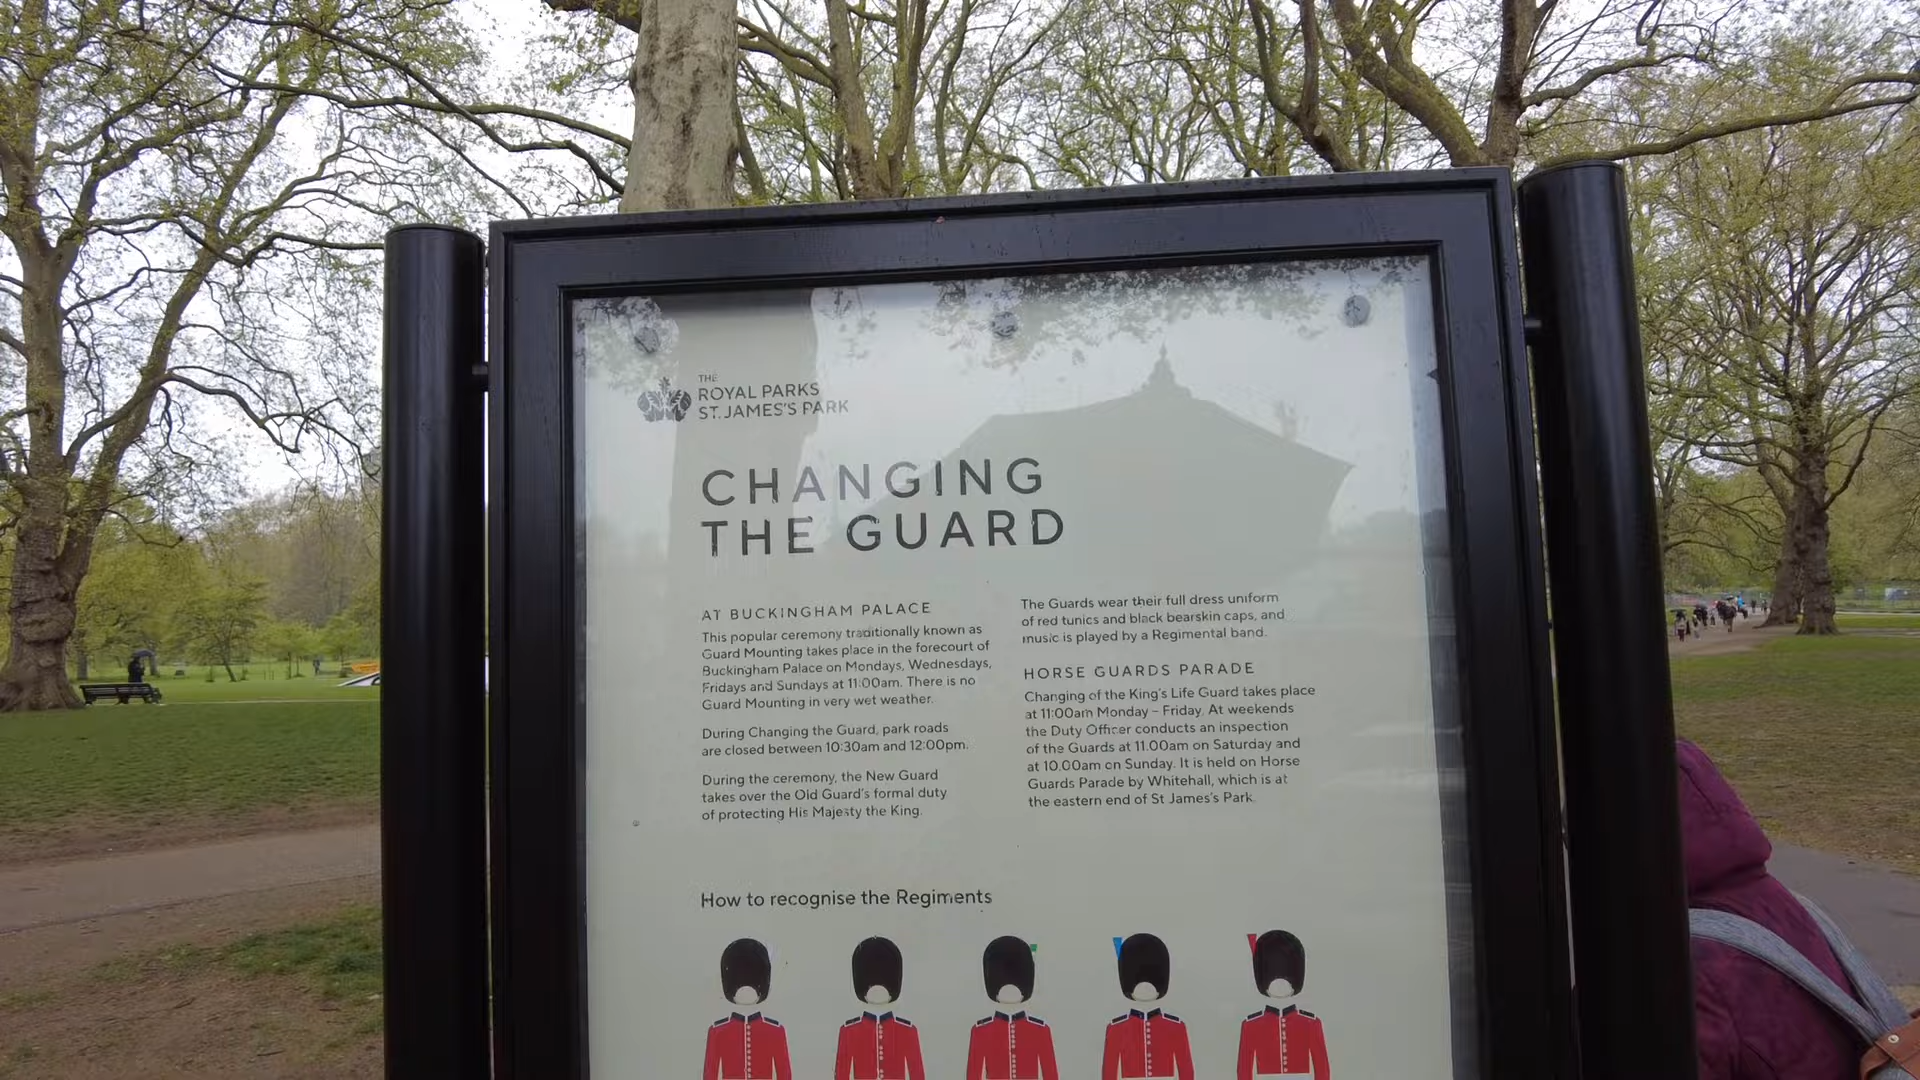 THE
ROYAL PARKS
ST. JAMES'S PARK
CHANGING
THE GUARD
AT BUCKINGHAM PALACE
This popular ceremony traditionally known as
Guard Mounting takes place in the forecourt of
Buckingham Palace on Mondays, Wednesdays,
Fridays and Sundays at 11:00am. There is no
Guard Mounting in very wet weather.
During Changing the Guard, park roads
are closed between 10:30am and 12:00pm.
During the ceremony, the New Guard
takes over the Old Guard's formal duty
of protecting His Majesty the King.
The Guards wear their full dress uniform
of red tunics and black bearskin caps, and
music is played by a Regimental band.
HORSE GUARDS PARADE
Changing of the King's Life Guard takes place
at 11:00am Monday – Friday. At weekends
the Duty Officer conducts an inspection
of the Guards at 11.00am on Saturday and
at 10.00am on Sunday. It is held on Horse
Guards Parade by Whitehall, which is at
the eastern end of St James's Park.
How to recognise the Regiments